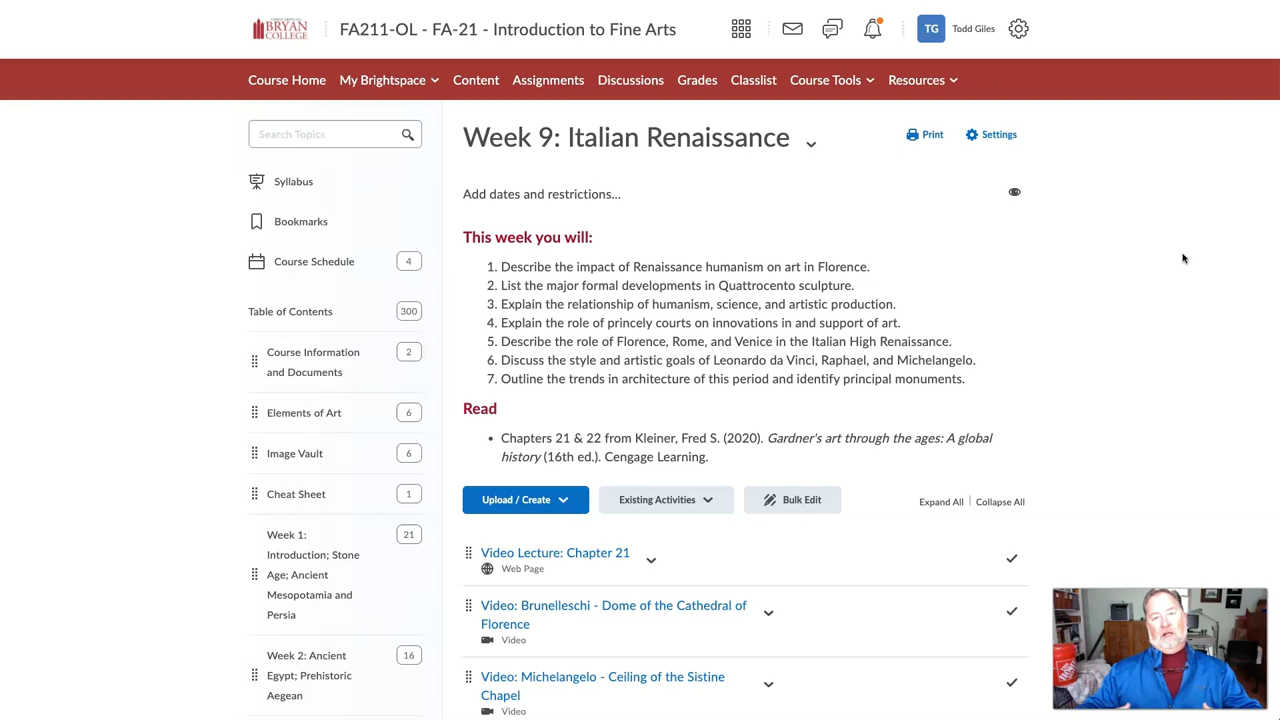 BRYAN
COLLEGE
FA211-OL - FA-21 - Introduction to Fine Arts
TG
Todd Giles
Course Home
My Brightspace
Content
Assignments
Discussions
Grades
Classlist
Course Tools
Resources
Search Topics
Syllabus
Bookmarks
Course Schedule
4
Table of Contents
300
Course Information
and Documents
2
Elements of Art
6
Image Vault
6
Cheat Sheet
1
Week 1:
Introduction; Stone
Age; Ancient
Mesopotamia and
Persia
21
Week 2: Ancient
Egypt; Prehistoric
Aegean
16
Week 9: Italian Renaissance
Print
Settings
Add dates and restrictions...
This week you will:
1. Describe the impact of Renaissance humanism on art in Florence.
2. List the major formal developments in Quattrocento sculpture.
3. Explain the relationship of humanism, science, and artistic production.
4. Explain the role of princely courts on innovations in and support of art.
5. Describe the role of Florence, Rome, and Venice in the Italian High Renaissance.
6. Discuss the style and artistic goals of Leonardo da Vinci, Raphael, and Michelangelo.
7. Outline the trends in architecture of this period and identify principal monuments.
Read
• Chapters 21 & 22 from Kleiner, Fred S. (2020). Gardner's art through the ages: A global
history (16th ed.). Cengage Learning.
Upload / Create
Existing Activities
Bulk Edit
Expand All
Collapse All
Video Lecture: Chapter 21
Web Page
Video: Brunelleschi - Dome of the Cathedral of
Florence
Video
Video: Michelangelo - Ceiling of the Sistine
Chapel
Video